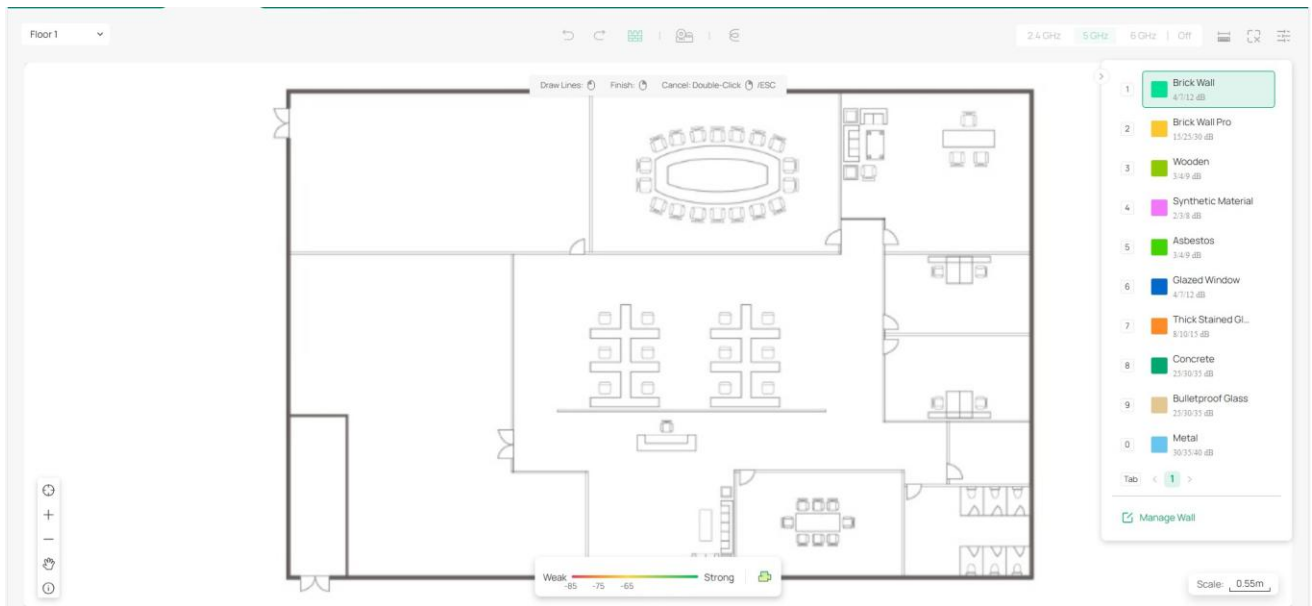 Floor 1
2.4 GHz 5 GHz 6 GHz | Off
Draw Lines: Finish: Cancel: Double-Click /ESC
1 Brick Wall
4/7/12 dB
2 Brick Wall Pro
15/25/30 dB
3 Wooden
3/4/9 dB
4 Synthetic Material
2/3/8 dB
5 Asbestos
3/4/9 dB
6 Glazed Window
4/7/12 dB
7 Thick Stained Gl...
8/10/15 dB
8 Concrete
25/30/35 dB
9 Bulletproof Glass
25/30/35 dB
0 Metal
30/35/40 dB
Tab < 1 >
Manage Wall
Weak Strong
-85 -75 -65
Scale: 0.55m